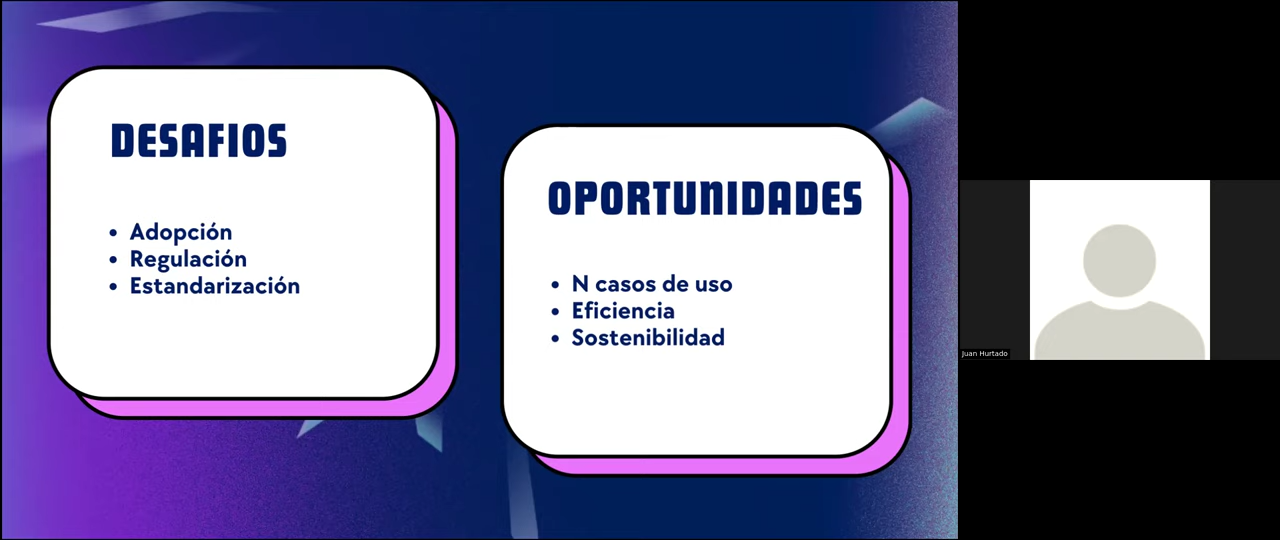 DESAFIOS
• Adopción
• Regulación
• Estandarización
OPORTUNIDADES
• N casos de uso
• Eficiencia
• Sostenibilidad
Juan Hurtado